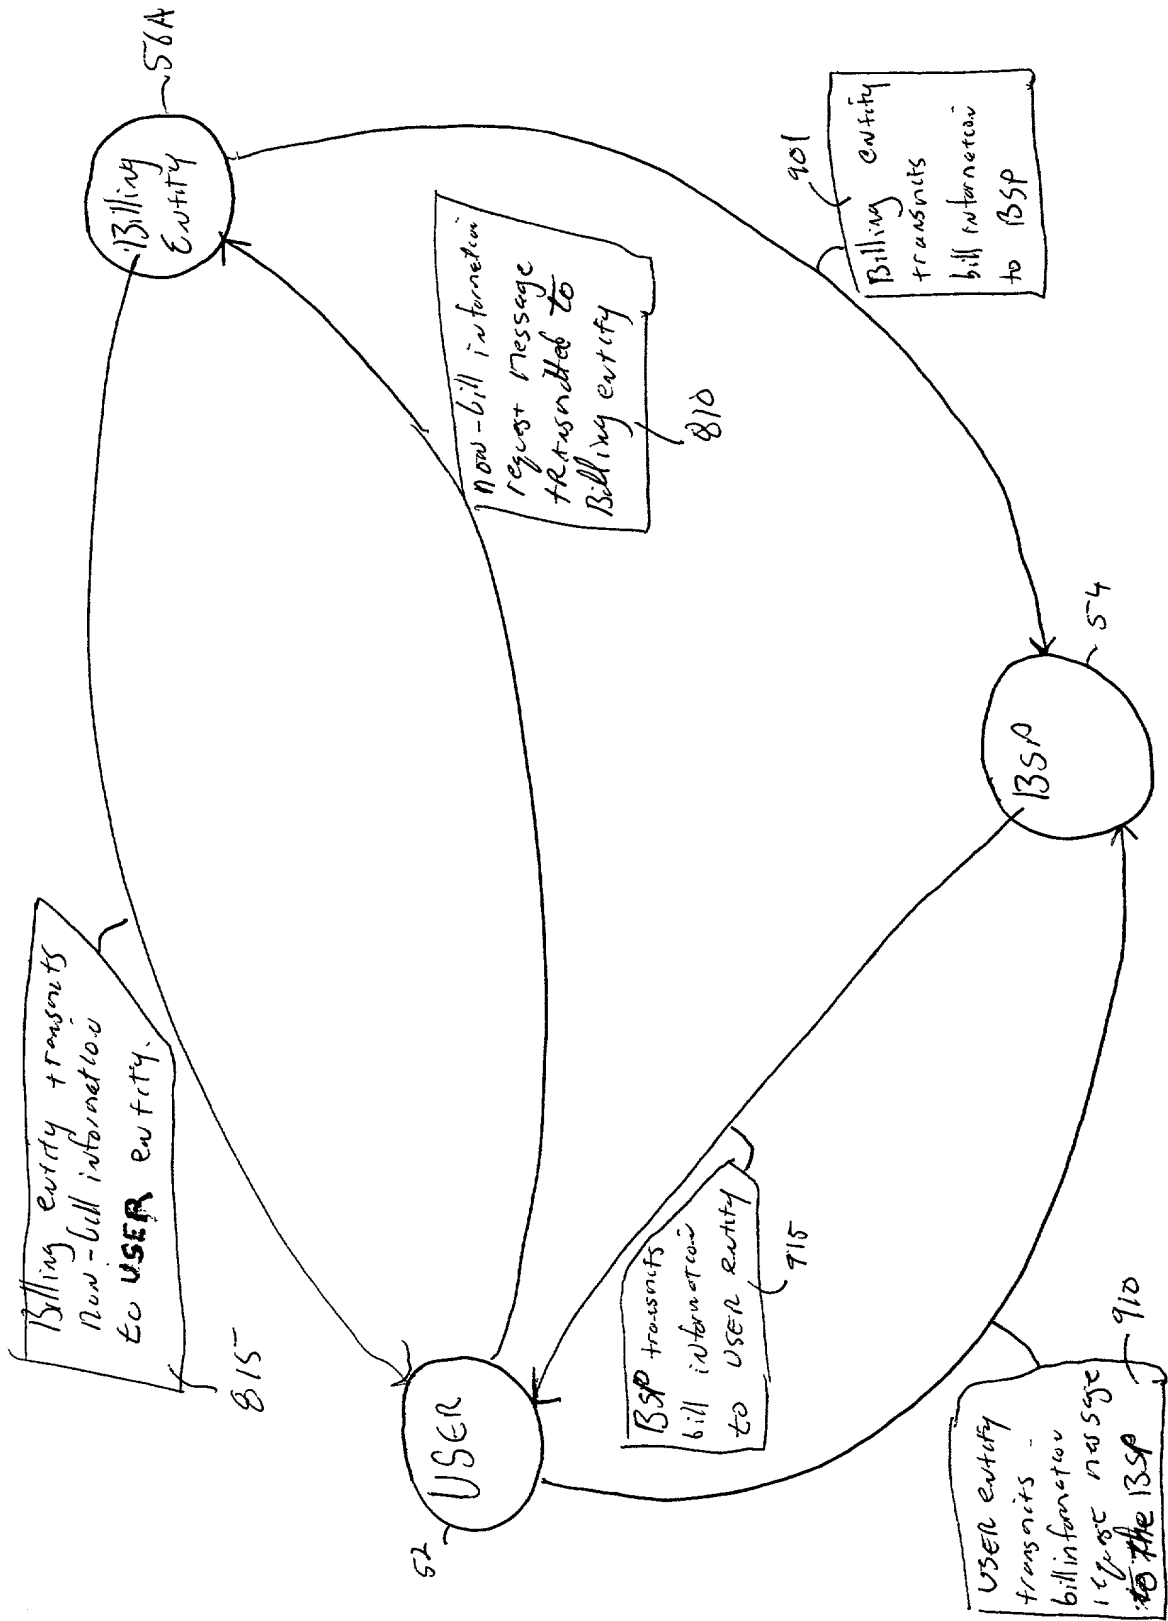 Billing entity transmits
non-bill information
to USER entity.
815
Billing
Entity
56A
non-bill information
request message
transmitted to
Billing entity
810
901
Billing entity
transmits
bill information
to BSP
USER
52
BSP transmits
bill information
to USER entity
915
BSP
54
USER entity
transmits
bill information
request message
to the BSP
910